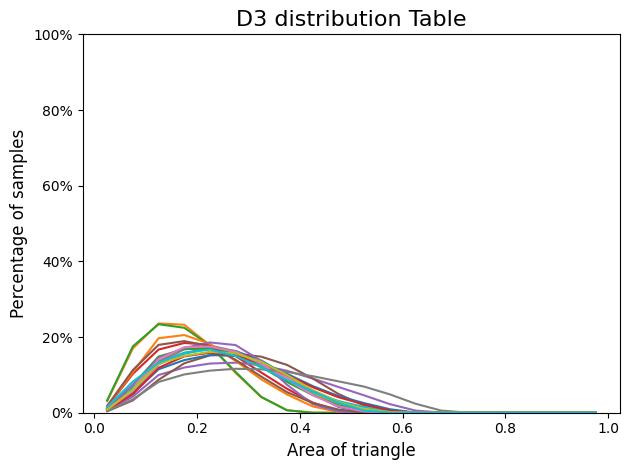 D3 distribution Table
100%
80%
60%
40%
20%
0%
Percentage of samples
0.0 0.2 0.4 0.6 0.8 1.0
Area of triangle